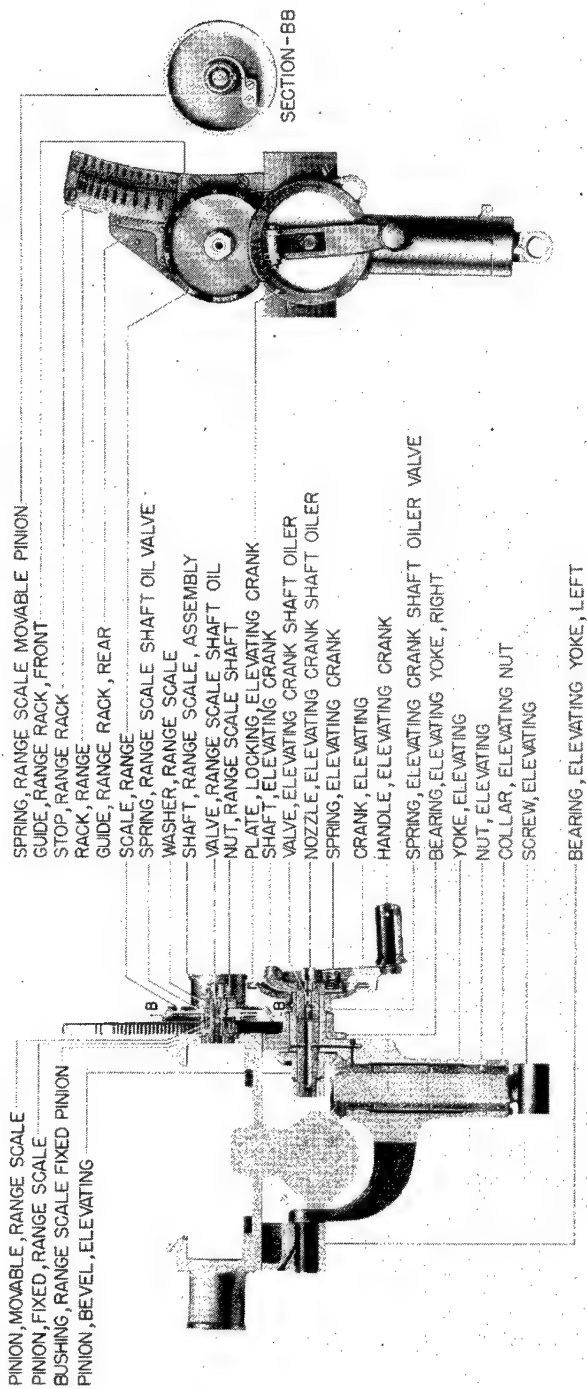 PINION, MOVABLE, RANGE SCALE
PINION, FIXED, RANGE SCALE
BUSHING, RANGE SCALE FIXED PINION
PINION, BEVEL, ELEVATING
SPRING, RANGE SCALE MOVABLE PINION
GUIDE, RANGE RACK, FRONT
STOP, RANGE RACK
RACK, RANGE
GUIDE, RANGE RACK, REAR
SCALE, RANGE
SPRING, RANGE SCALE SHAFT OIL VALVE
WASHER, RANGE SCALE
SHAFT, RANGE SCALE, ASSEMBLY
VALVE, RANGE SCALE SHAFT OIL
NUT, RANGE SCALE SHAFT
PLATE, LOCKING, ELEVATING CRANK
SHAFT, ELEVATING CRANK
VALVE, ELEVATING CRANK SHAFT OILER
NOZZLE, ELEVATING CRANK SHAFT OILER
SPRING, ELEVATING CRANK
CRANK, ELEVATING
HANDLE, ELEVATING CRANK
SPRING, ELEVATING CRANK SHAFT OILER VALVE
BEARING, ELEVATING YOKE, RIGHT
YOKE, ELEVATING
NUT, ELEVATING
COLLAR, ELEVATING NUT
SCREW, ELEVATING
BEARING, ELEVATING YOKE, LEFT
B
B
SECTION-BB